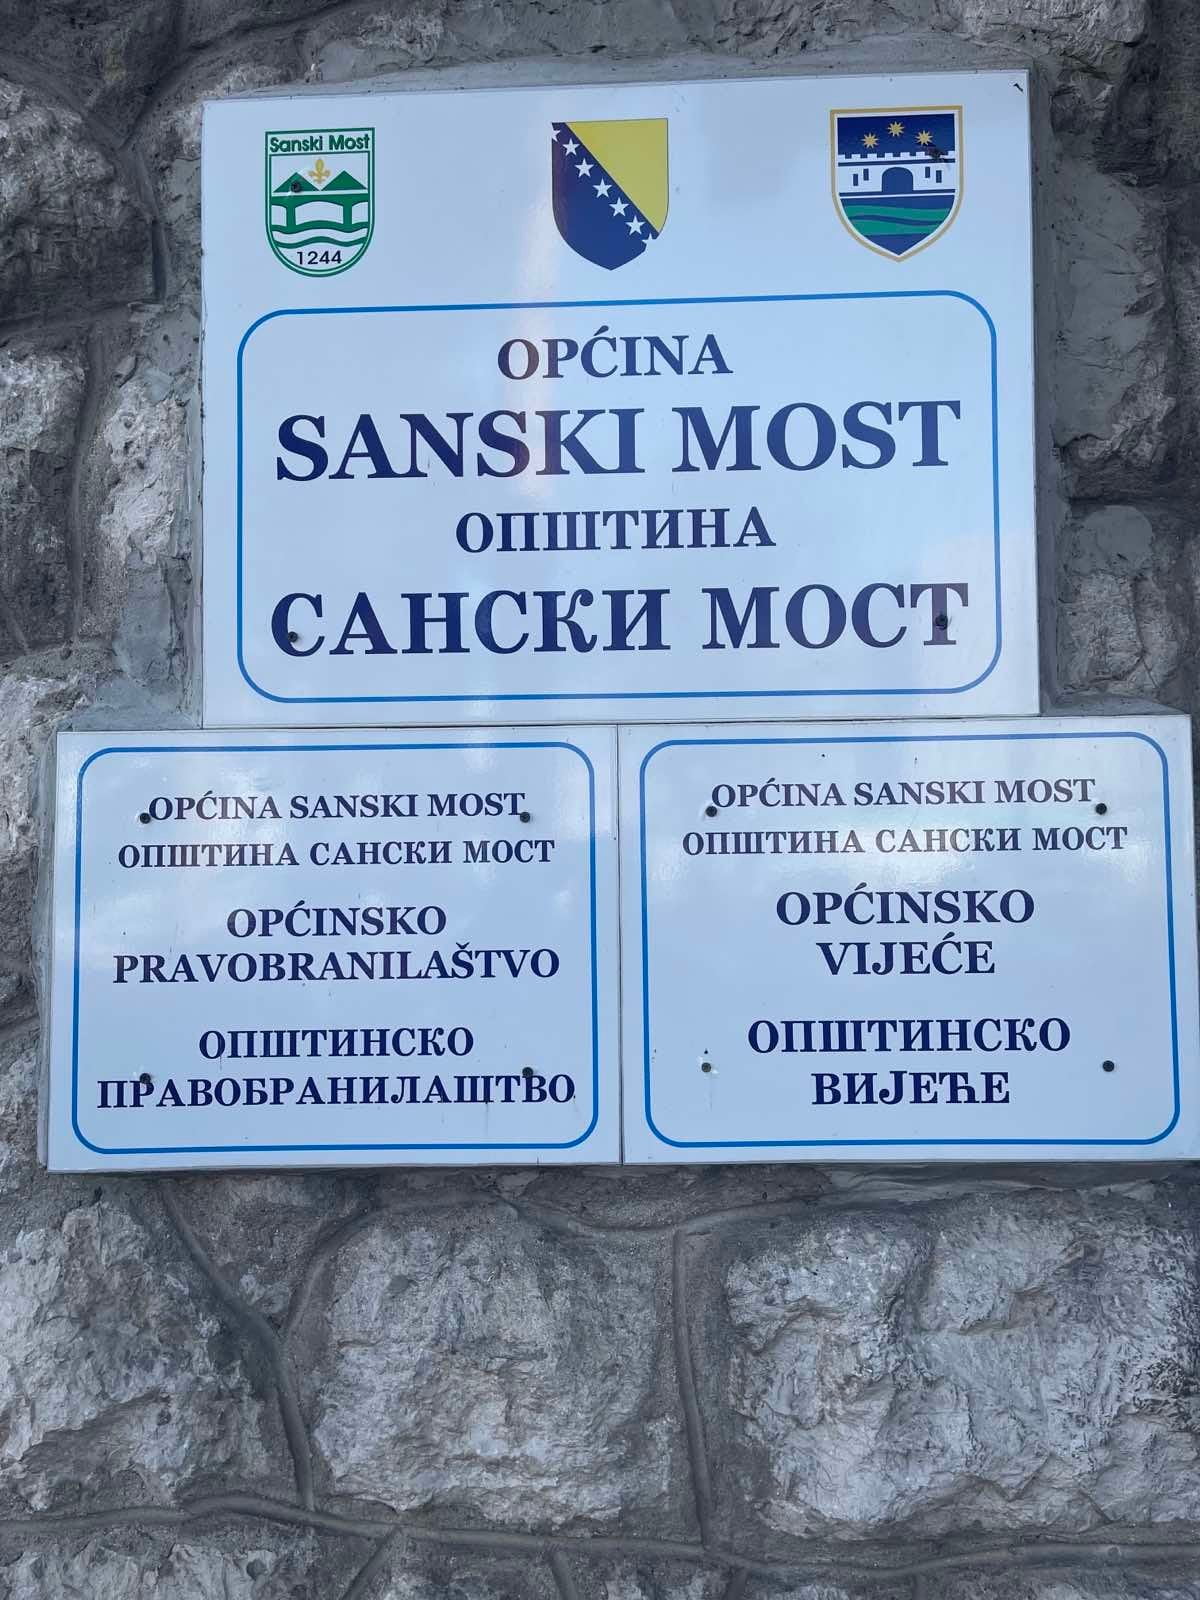 Sanski Most
1244
OPĆINA
SANSKI MOST
ОПШТИНА
САНСКИ МОСТ
OPĆINA SANSKI MOST
ОПШТИНА САНСКИ МОСТ
OPĆINSKO
PRAVOBRANILAŠTVO
ОПШТИНСКО
ПРАВОБРАНИЛАШТВО
OPĆINA SANSKI MOST
ОПШТИНА САНСКИ МОСТ
OPĆINSKO
VIJEĆE
ОПШТИНСКО
ВИЈЕЋЕ